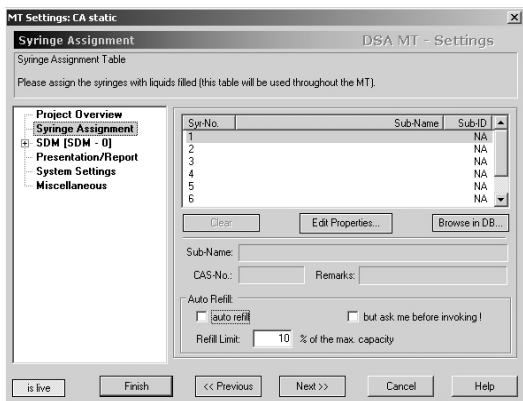 MT Settings: CA static
Syringe Assignment
DSA MT - Settings
Syringe Assignment Table
Please assign the syringes with liquids filled (this table will be used throughout the MT).
Project Overview
Syringe Assignment
SDM [SDM - 0]
Presentation/Report
System Settings
Miscellaneous
Syr-No. Sub-Name Sub-ID
1 NA
2 NA
3 NA
4 NA
5 NA
6 NA
Clear Edit Properties... Browse in DB...
Sub-Name:
CAS-No.: Remarks:
Auto Refill:
auto refill but ask me before invoking !
Refill Limit: 10 % of the max. capacity
is live Finish << Previous Next >> Cancel Help